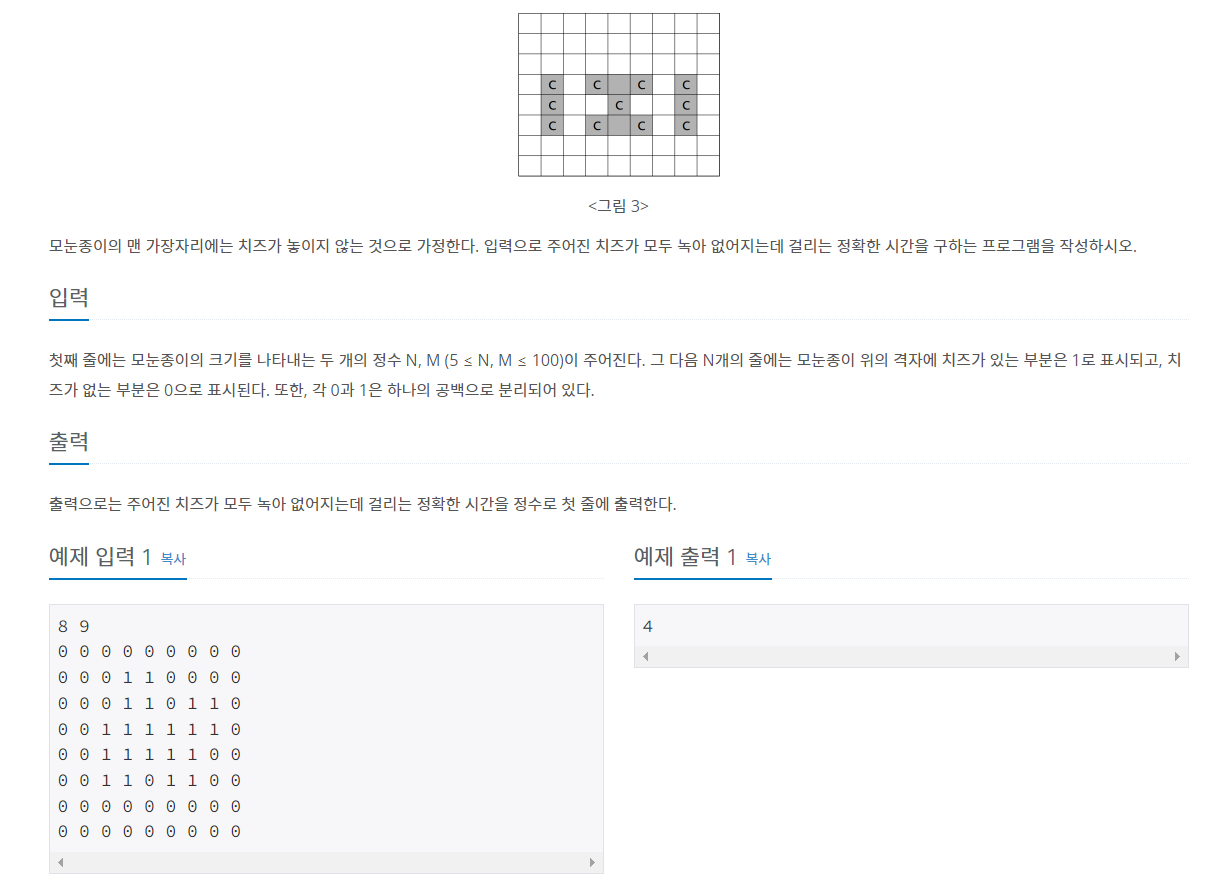 C C C C
C C C
C C C C
<그림 3>
모눈종이의 맨 가장자리에는 치즈가 놓이지 않는 것으로 가정한다. 입력으로 주어진 치즈가 모두 녹아 없어지는데 걸리는 정확한 시간을 구하는 프로그램을 작성하시오.
입력
첫째 줄에는 모눈종이의 크기를 나타내는 두 개의 정수 N, M (5 ≤ N, M ≤ 100)이 주어진다. 그 다음 N개의 줄에는 모눈종이 위의 격자에 치즈가 있는 부분은 1로 표시되고, 치
즈가 없는 부분은 0으로 표시된다. 또한, 각 0과 1은 하나의 공백으로 분리되어 있다.
출력
출력으로는 주어진 치즈가 모두 녹아 없어지는데 걸리는 정확한 시간을 정수로 첫 줄에 출력한다.
예제 입력 1 복사
8 9
0 0 0 0 0 0 0 0 0
0 0 0 1 1 0 0 0 0
0 0 0 1 1 0 1 1 0
0 0 1 1 1 1 1 1 0
0 0 1 1 1 1 1 0 0
0 0 1 1 0 1 1 0 0
0 0 0 0 0 0 0 0 0
0 0 0 0 0 0 0 0 0
예제 출력 1 복사
4